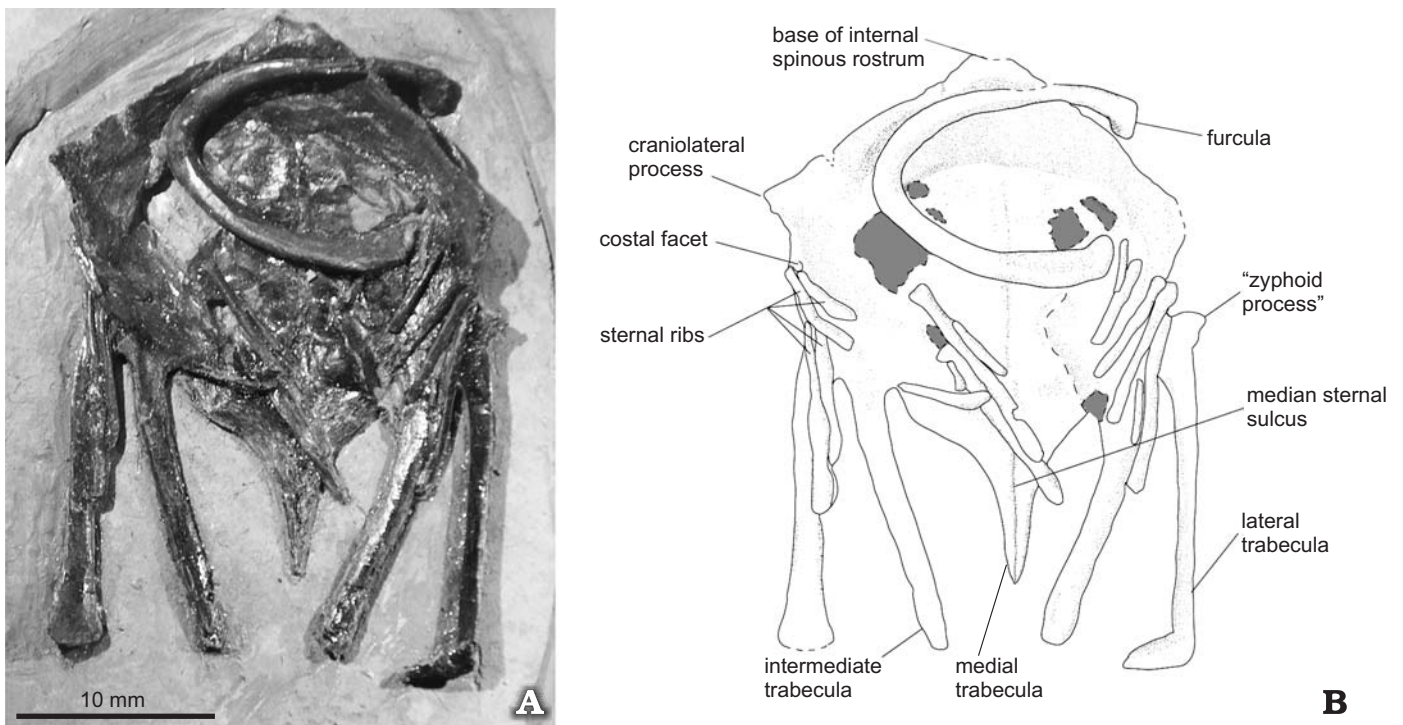 10 mm
A
base of internal
spinous rostrum
furcula
craniolateral
process
costal facet
"zyphoid
process"
sternal ribs
median sternal
sulcus
lateral
trabecula
intermediate
trabecula
medial
trabecula
B